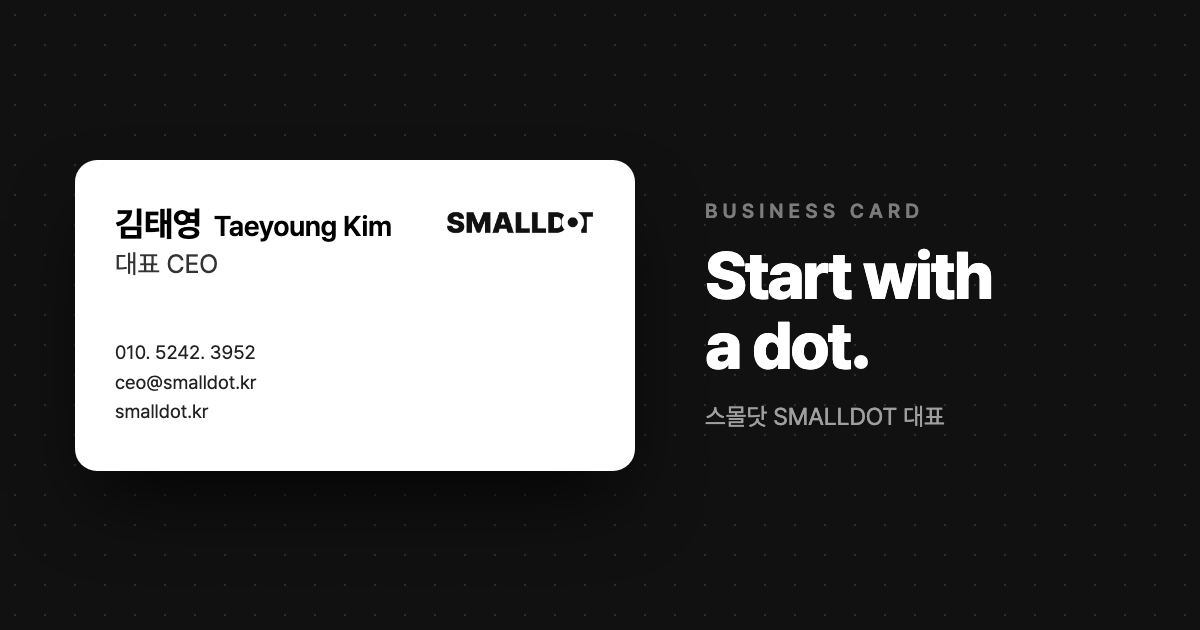 김태영 Taeyoung Kim
SMALLDOT
대표 CEO
010. 5242. 3952
ceo@smalldot.kr
smalldot.kr
BUSINESS CARD
Start with
a dot.
스몰닷 SMALLDOT 대표